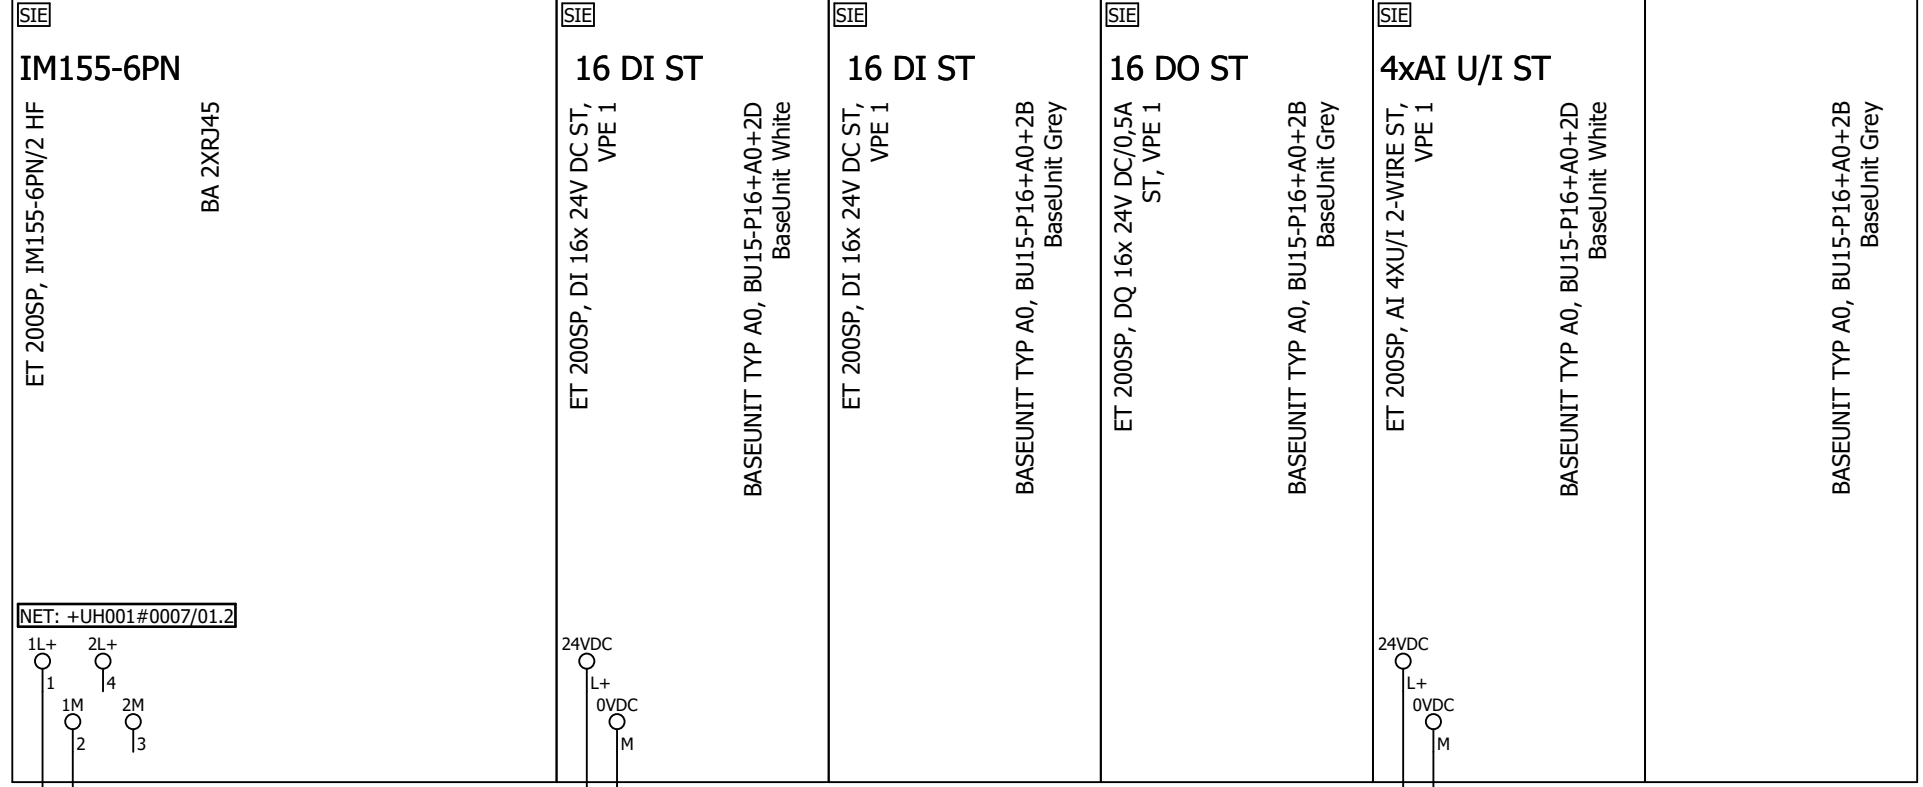 SIE
IM155-6PN
ET 200SP, IM155-6PN/2 HF
BA 2XRJ45
NET: +UH001#0007/01.2
1L+
2L+
1
4
1M
2M
2
3
SIE
16 DI ST
ET 200SP, DI 16x 24V DC ST,
VPE 1
BASEUNIT TYP A0, BU15-P16+A0+2D
BaseUnit White
24VDC
L+
0VDC
M
SIE
16 DI ST
ET 200SP, DI 16x 24V DC ST,
VPE 1
BASEUNIT TYP A0, BU15-P16+A0+2B
BaseUnit Grey
SIE
16 DO ST
ET 200SP, DQ 16x 24V DC/0,5A
ST, VPE 1
BASEUNIT TYP A0, BU15-P16+A0+2B
BaseUnit Grey
SIE
4xAI U/I ST
ET 200SP, AI 4XU/I 2-WIRE ST,
VPE 1
BASEUNIT TYP A0, BU15-P16+A0+2D
BaseUnit White
24VDC
L+
0VDC
M
BASEUNIT TYP A0, BU15-P16+A0+2B
BaseUnit Grey